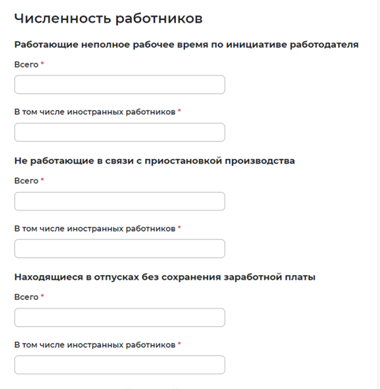 Численность работников
Работающие неполное рабочее время по инициативе работодателя
Всего *
В том числе иностранных работников *
Не работающие в связи с приостановкой производства
Всего *
В том числе иностранных работников *
Находящиеся в отпусках без сохранения заработной платы
Всего *
В том числе иностранных работников *